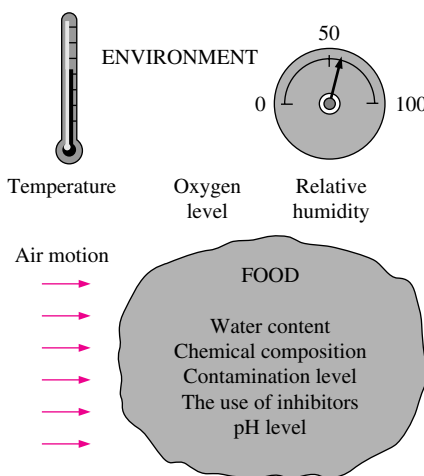 ENVIRONMENT
50
0
100
Temperature
Oxygen
level
Relative
humidity
Air motion
FOOD
Water content
Chemical composition
Contamination level
The use of inhibitors
pH level